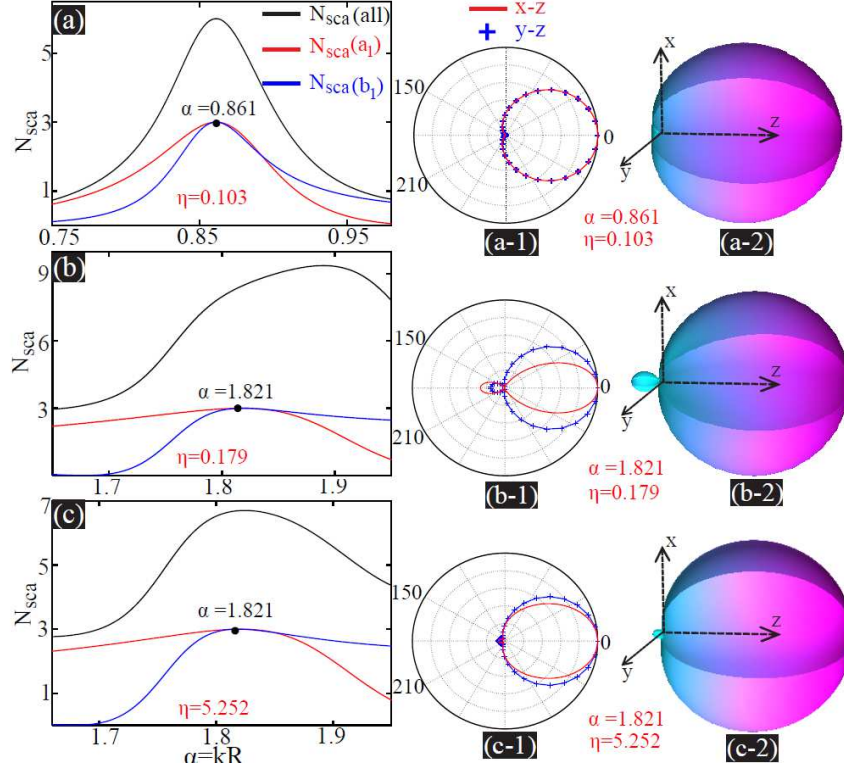 (a)
N_sca(all)
N_sca(a_1)
N_sca(b_1)
5
3
1
N_sca
α =0.861
η=0.103
0.75
0.85
0.95
x-z
y-z
150
210
0
(a-1)
α=0.861
η=0.103
x
z
y
(a-2)
(b)
9
6
3
N_sca
α =1.821
η=0.179
1.7
1.8
1.9
150
210
0
(b-1)
α=1.821
η=0.179
x
z
y
(b-2)
(c)
7
5
3
1
N_sca
α =1.821
η=5.252
1.7
1.8
1.9
α=kR
150
210
0
(c-1)
α =1.821
η=5.252
x
z
y
(c-2)